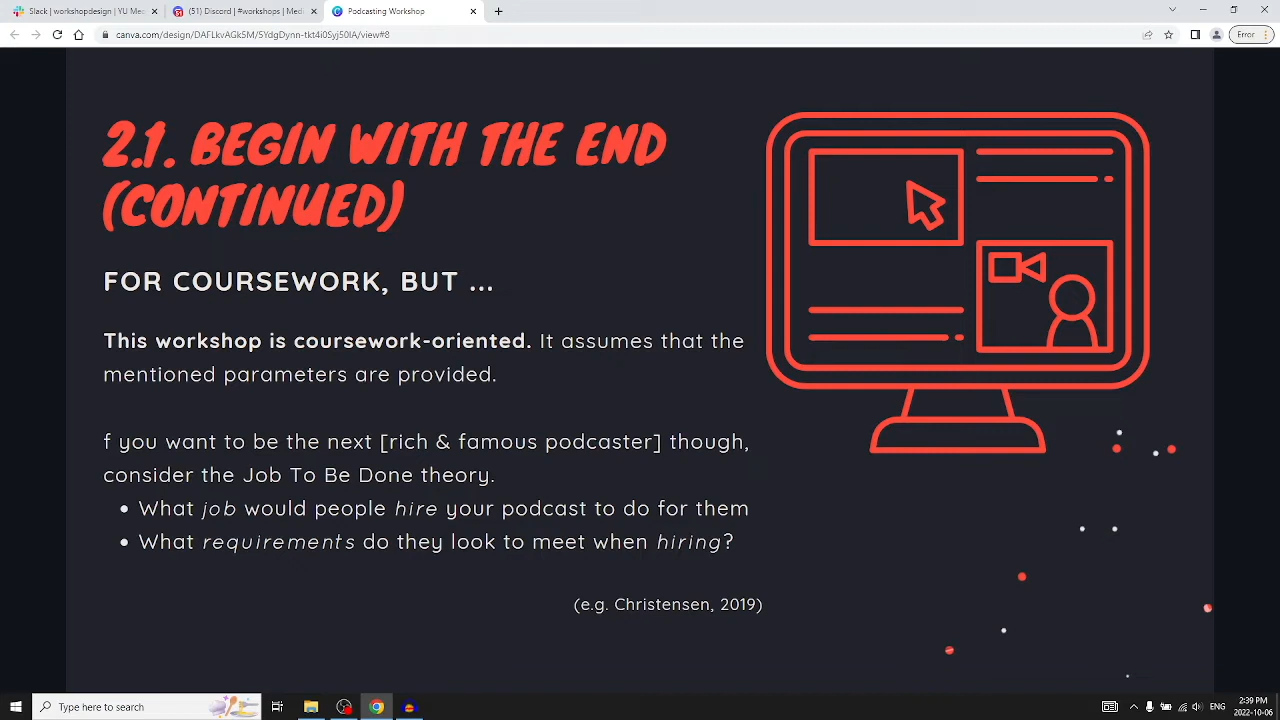 Slack | workshopdesign | YU Mec
(51) Discord | #workshops | Medi
Podcasting Workshop
canva.com/design/DAFLkvAGk5M/SYdgDynn-tkt4i0Syj50IA/view#8
Error
2.1. BEGIN WITH THE END
(CONTINUED)
FOR COURSEWORK, BUT ...
This workshop is coursework-oriented. It assumes that the
mentioned parameters are provided.
f you want to be the next [rich & famous podcaster] though,
consider the Job To Be Done theory.
• What job would people hire your podcast to do for them
• What requirements do they look to meet when hiring?
(e.g. Christensen, 2019)
Type here to search
2:39 PM
2022-10-06